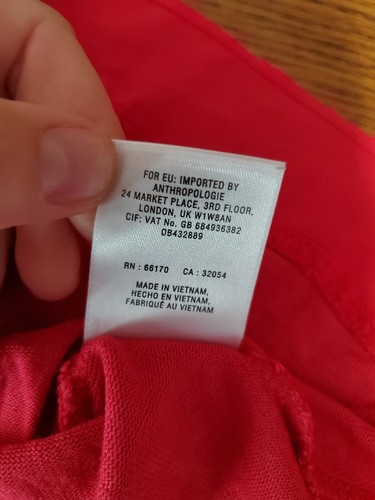 FOR EU: IMPORTED BY
ANTHROPOLOGIE
24 MARKET PLACE, 3RD FLOOR,
LONDON, UK W1W8AN
CIF: VAT No. GB 684936382
OB432889
RN : 66170 CA : 32054
MADE IN VIETNAM,
HECHO EN VIETNAM,
FABRIQUÉ AU VIETNAM